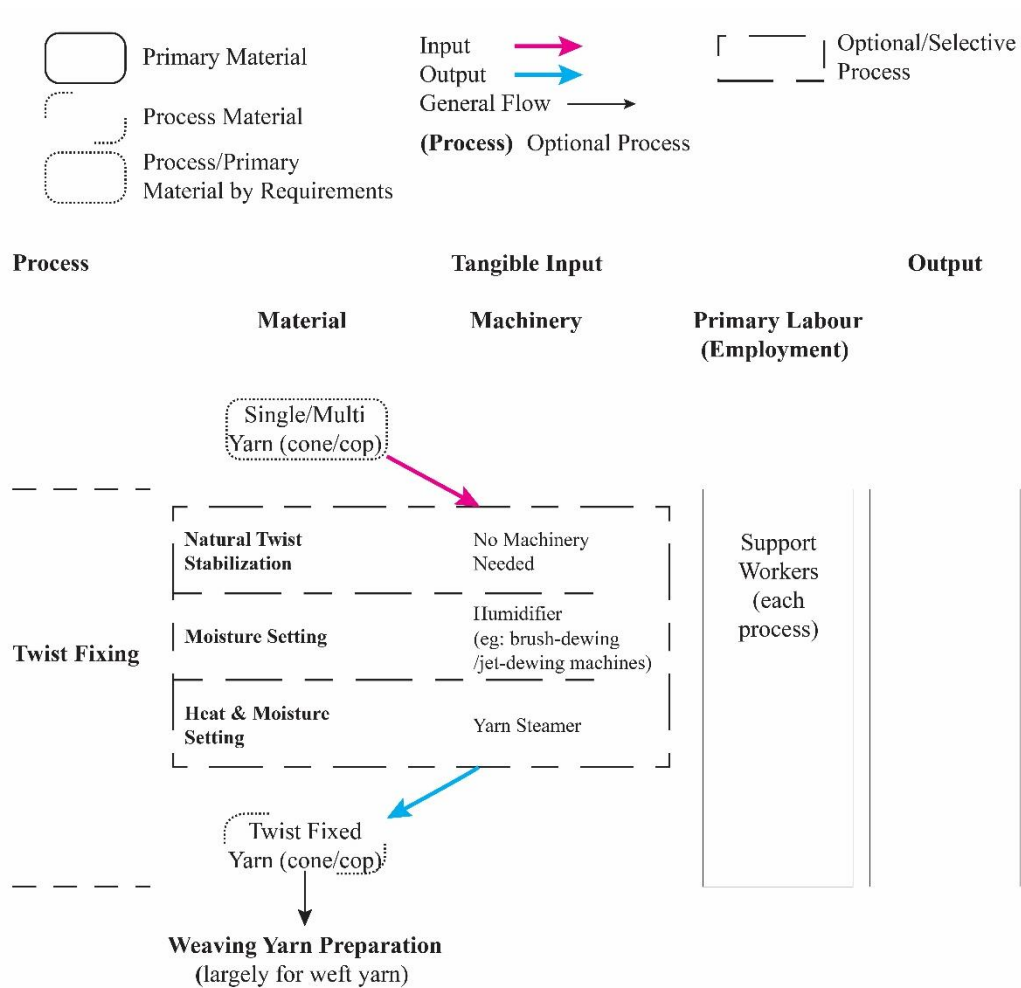 Primary Material
Process Material
Process/Primary
Material by Requirements
Input
Output
General Flow
(Process) Optional Process
Optional/Selective
Process
Process
Tangible Input
Output
Material
Machinery
Primary Labour
(Employment)
Single/Multi
Yarn (cone/cop)
Natural Twist
Stabilization
No Machinery
Needed
Support
Workers
(each
process)
Twist Fixing
Moisture Setting
Humidifier
(eg: brush-dewing
/jet-dewing machines)
Heat & Moisture
Setting
Yarn Steamer
Twist Fixed
Yarn (cone/cop)
Weaving Yarn Preparation
(largely for weft yarn)